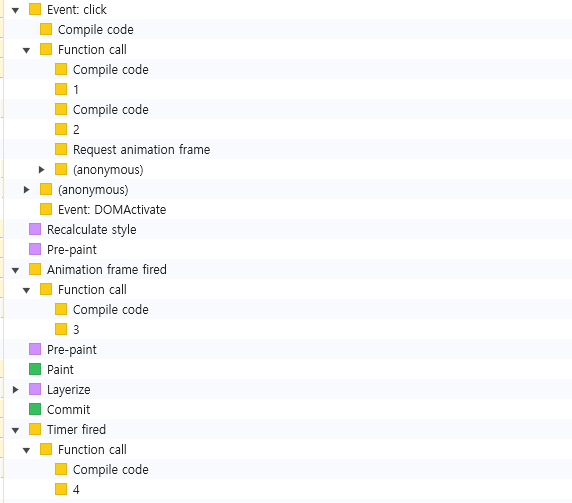 Event: click
Compile code
Function call
Compile code
1
Compile code
2
Request animation frame
(anonymous)
(anonymous)
Event: DOMActivate
Recalculate style
Pre-paint
Animation frame fired
Function call
Compile code
3
Pre-paint
Paint
Layerize
Commit
Timer fired
Function call
Compile code
4